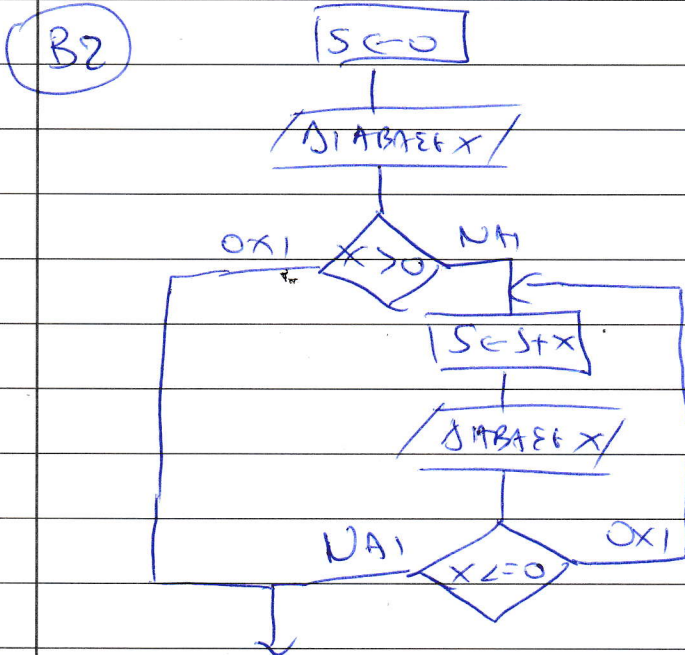 B2
S ← 0
ΔΙΑΒΑΣΕ X
X > 0
ΟΧΙ
ΝΑΙ
S ← S + X
ΔΙΑΒΑΣΕ X
X <= 0
ΝΑΙ
ΟΧΙ